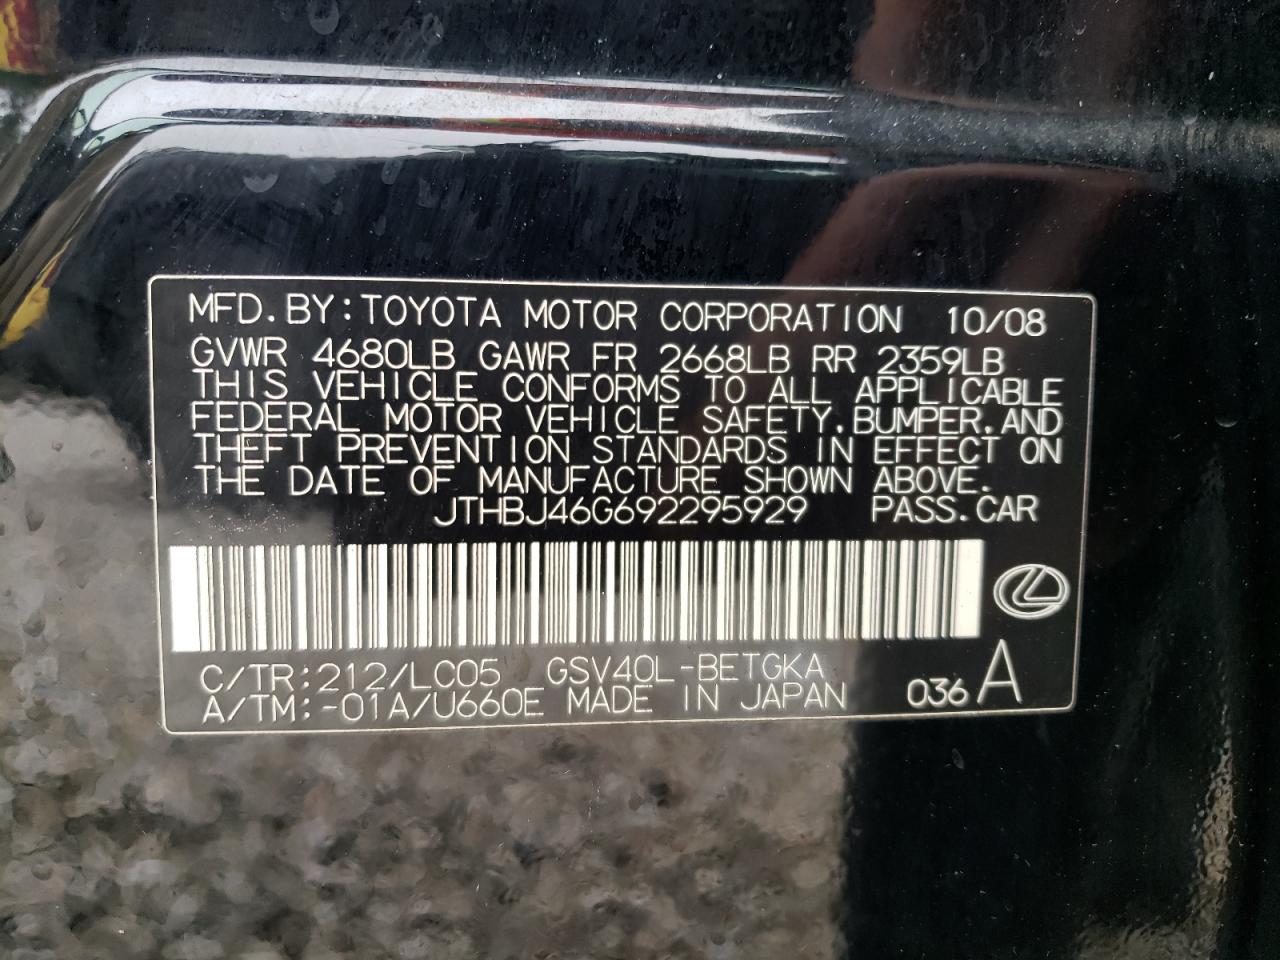 MFD.BY:TOYOTA MOTOR CORPORATION 10/08
GVWR 4680LB GAWR FR 2668LB RR 2359LB
THIS VEHICLE CONFORMS TO ALL APPLICABLE
FEDERAL MOTOR VEHICLE SAFETY.BUMPER.AND
THEFT PREVENTION STANDARDS IN EFFECT ON
THE DATE OF MANUFACTURE SHOWN ABOVE.
JTHBJ46G692295929 PASS.CAR
C/TR:212/LC05 GSV40L-BETGKA
A/TM:-01A/U660E MADE IN JAPAN 036 A